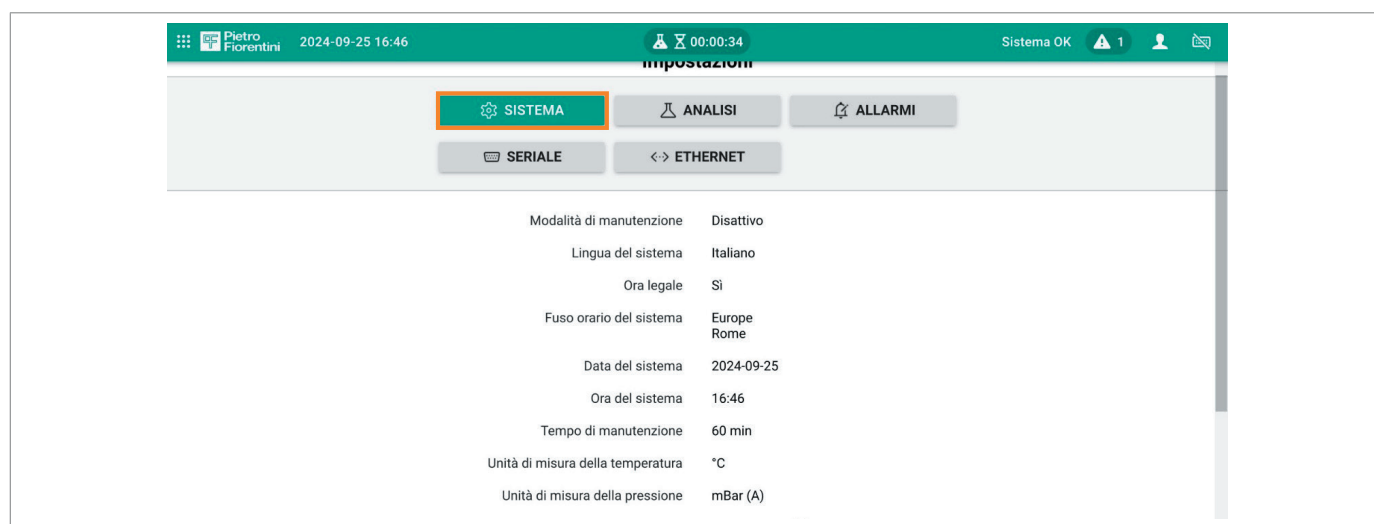 Pietro
Fiorentini
2024-09-25 16:46
00:00:34
Sistema OK
1
Impostazioni
SISTEMA
ANALISI
ALLARMI
SERIALE
ETHERNET
Modalità di manutenzione Disattivo
Lingua del sistema Italiano
Ora legale Sì
Fuso orario del sistema Europe
Rome
Data del sistema 2024-09-25
Ora del sistema 16:46
Tempo di manutenzione 60 min
Unità di misura della temperatura °C
Unità di misura della pressione mBar (A)